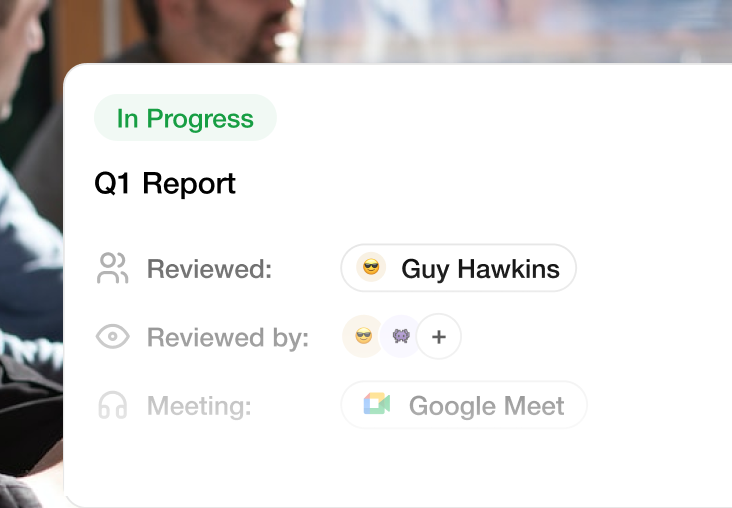 In Progress
Q1 Report
Reviewed: Guy Hawkins
Reviewed by: +
Meeting: Google Meet